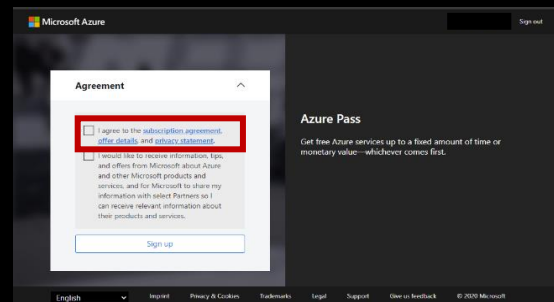 Microsoft Azure
Sign out
Agreement
I agree to the subscription agreement,
offer details, and privacy statement.
I would like to receive information, tips,
and offers from Microsoft about Azure
and other Microsoft products and
services, and for Microsoft to share my
information with select Partners so I
can receive relevant information about
their products and services.
Sign up
Azure Pass
Get free Azure services up to a fixed amount of time or
monetary value—whichever comes first.
English
Imprint Privacy & Cookies Trademarks Legal Support Give us feedback © 2020 Microsoft